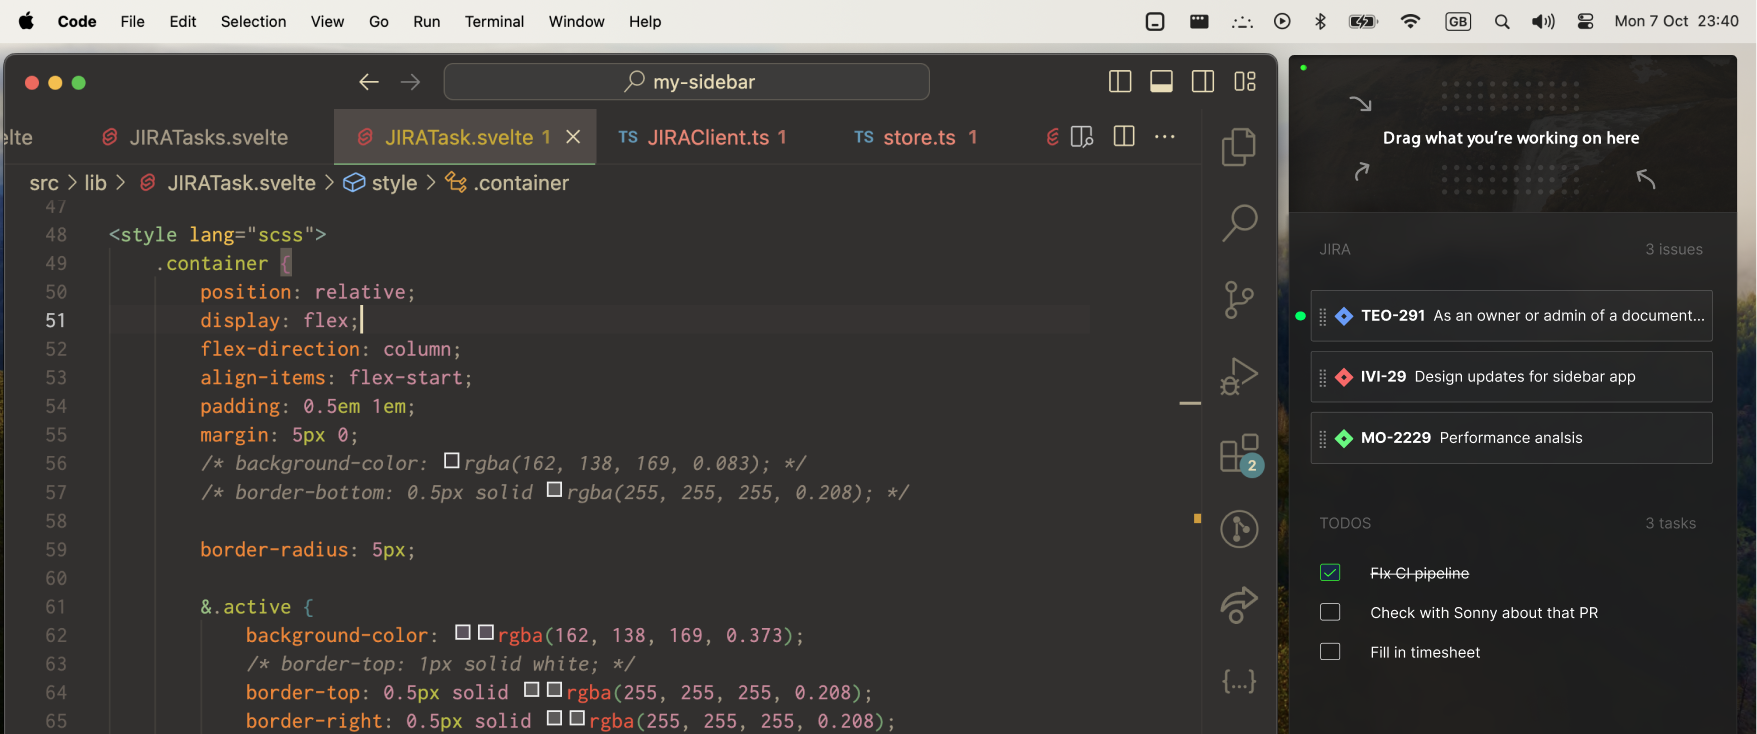 Code File Edit Selection View Go Run Terminal Window Help GB Mon 7 Oct 23:40
my-sidebar
elte JIRATasks.svelte JIRATask.svelte 1 TS JIRAClient.ts 1 TS store.ts 1
src > lib > JIRATask.svelte > style > .container
47
48 <style lang="scss">
49 .container {
50 position: relative;
51 display: flex;
52 flex-direction: column;
53 align-items: flex-start;
54 padding: 0.5em 1em;
55 margin: 5px 0;
56 /* background-color: rgba(162, 138, 169, 0.083); */
57 /* border-bottom: 0.5px solid rgba(255, 255, 255, 0.208); */
58
59 border-radius: 5px;
60
61 &.active {
62 background-color: rgba(162, 138, 169, 0.373);
63 /* border-top: 1px solid white; */
64 border-top: 0.5px solid rgba(255, 255, 255, 0.208);
65 border-right: 0.5px solid rgba(255, 255, 255, 0.208);
2
{...}
Drag what you're working on here
JIRA 3 issues
TEO-291 As an owner or admin of a document...
IVI-29 Design updates for sidebar app
MO-2229 Performance analsis
TODOS 3 tasks
FIx CI pipeline
Check with Sonny about that PR
Fill in timesheet